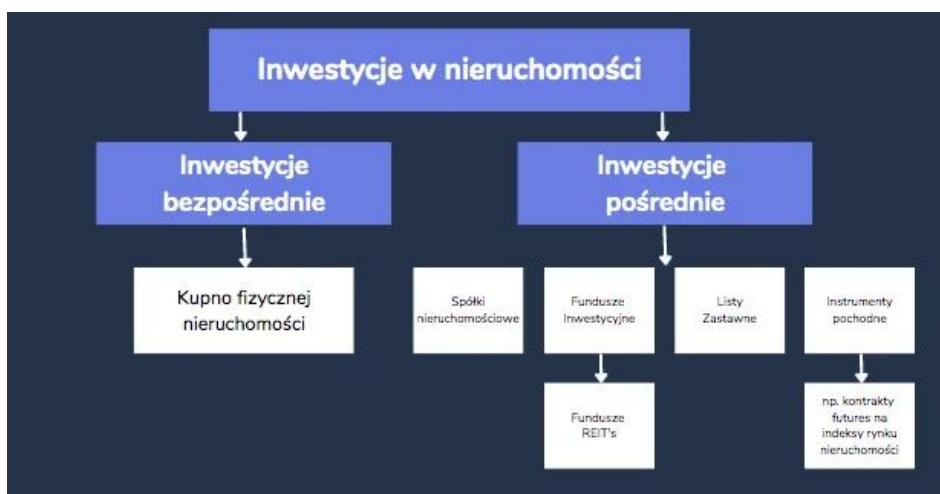 Inwestycje w nieruchomości
Inwestycje
bezpośrednie
Inwestycje
pośrednie
Kupno fizycznej
nieruchomości
Spółki
nieruchomościowe
Fundusze
Inwestycyjne
Listy
Zastawne
Instrumenty
pochodne
Fundusze
REIT's
np. kontrakty
futures na
indeksy rynku
nieruchomości